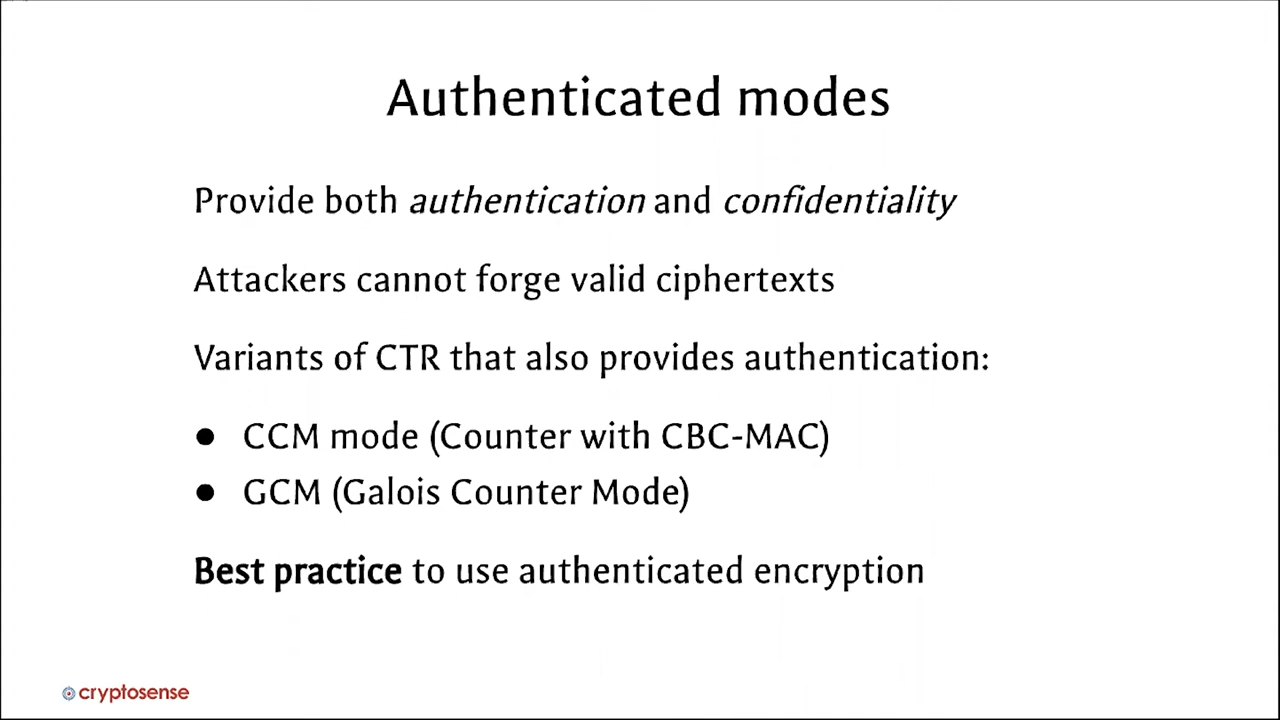 Authenticated modes
Provide both authentication and confidentiality
Attackers cannot forge valid ciphertexts
Variants of CTR that also provides authentication:
● CCM mode (Counter with CBC-MAC)
● GCM (Galois Counter Mode)
Best practice to use authenticated encryption
cryptosense